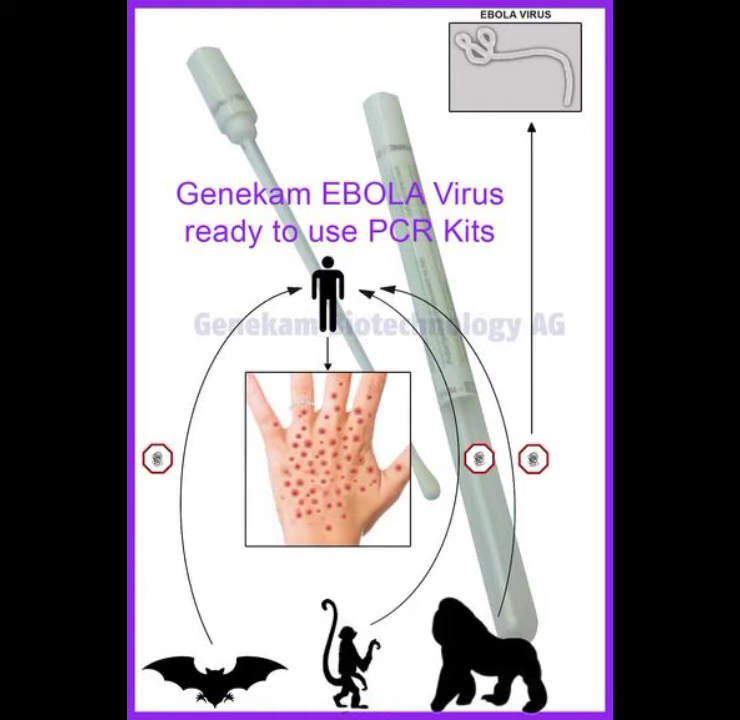 EBOLA VIRUS
Genekam EBOLA Virus
ready to use PCR Kits
Genekam Biotechnology AG